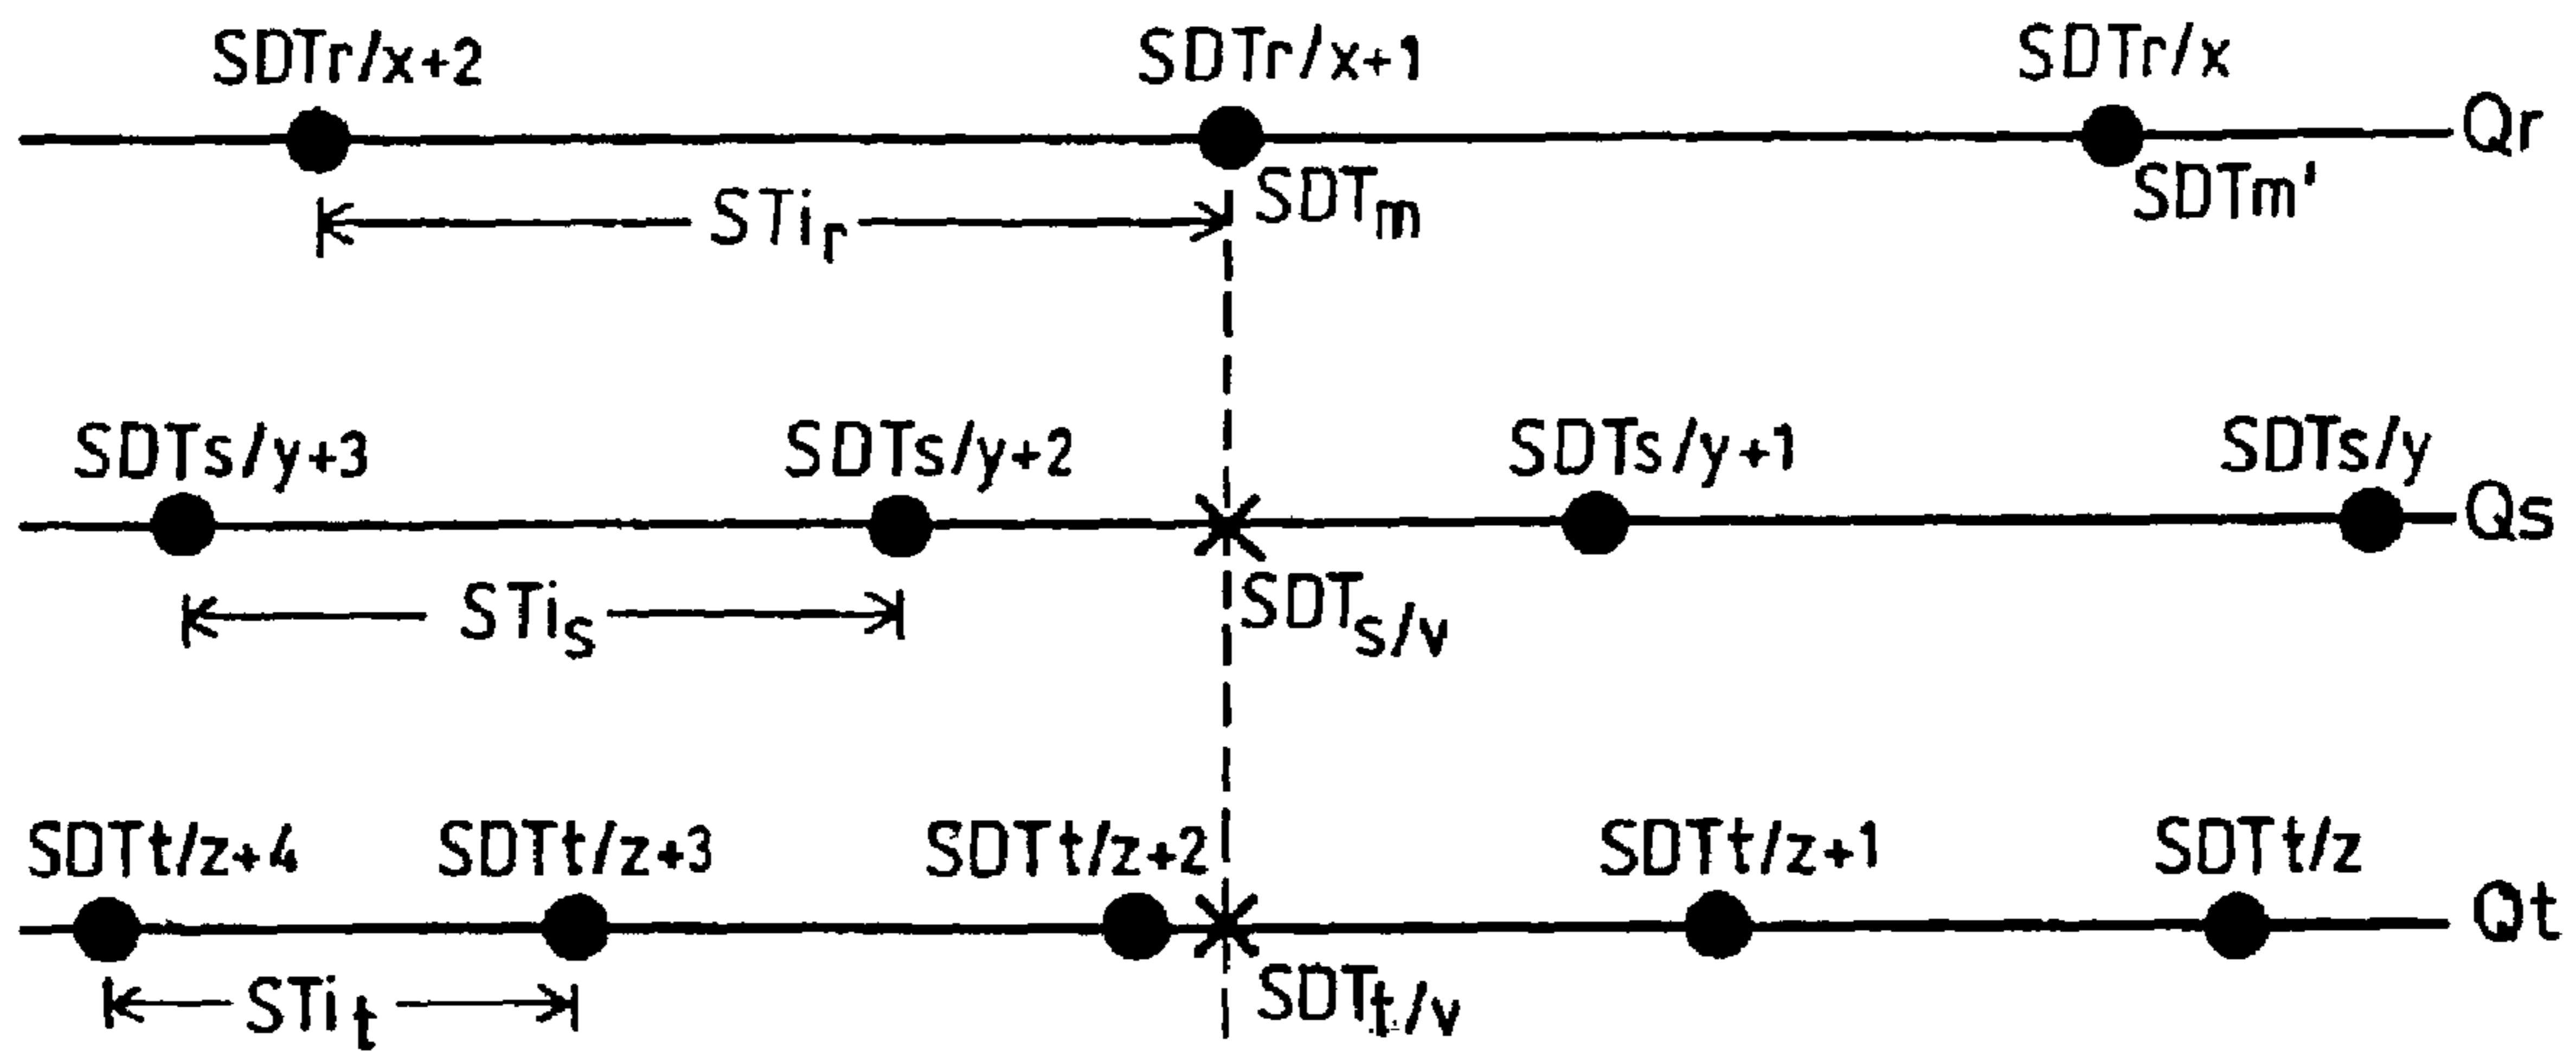 SDTr/x+2 SDTr/x+1 SDTr/x
Qr
STir SDTm SDTm'
SDTs/y+3 SDTs/y+2 SDTs/y+1 SDTs/y
Qs
STis SDTs/v
SDTt/z+4 SDTt/z+3 SDTt/z+2 SDTt/z+1 SDTt/z
Qt
STit SDTt/v